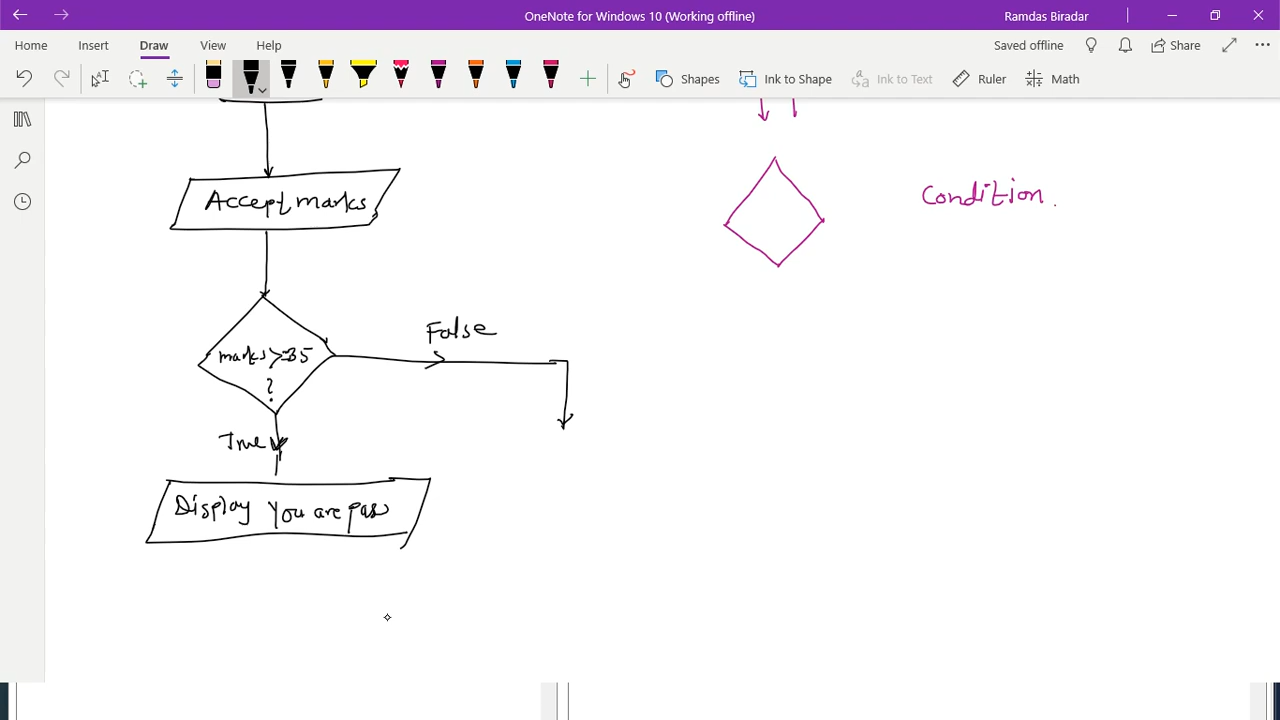 OneNote for Windows 10 (Working offline)
Ramdas Biradar
Home Insert Draw View Help
Saved offline
Share
Shapes
Ink to Shape
Ink to Text
Ruler
Math
Accept marks
Condition.
marks>=35
?
False
True
Display You are pass